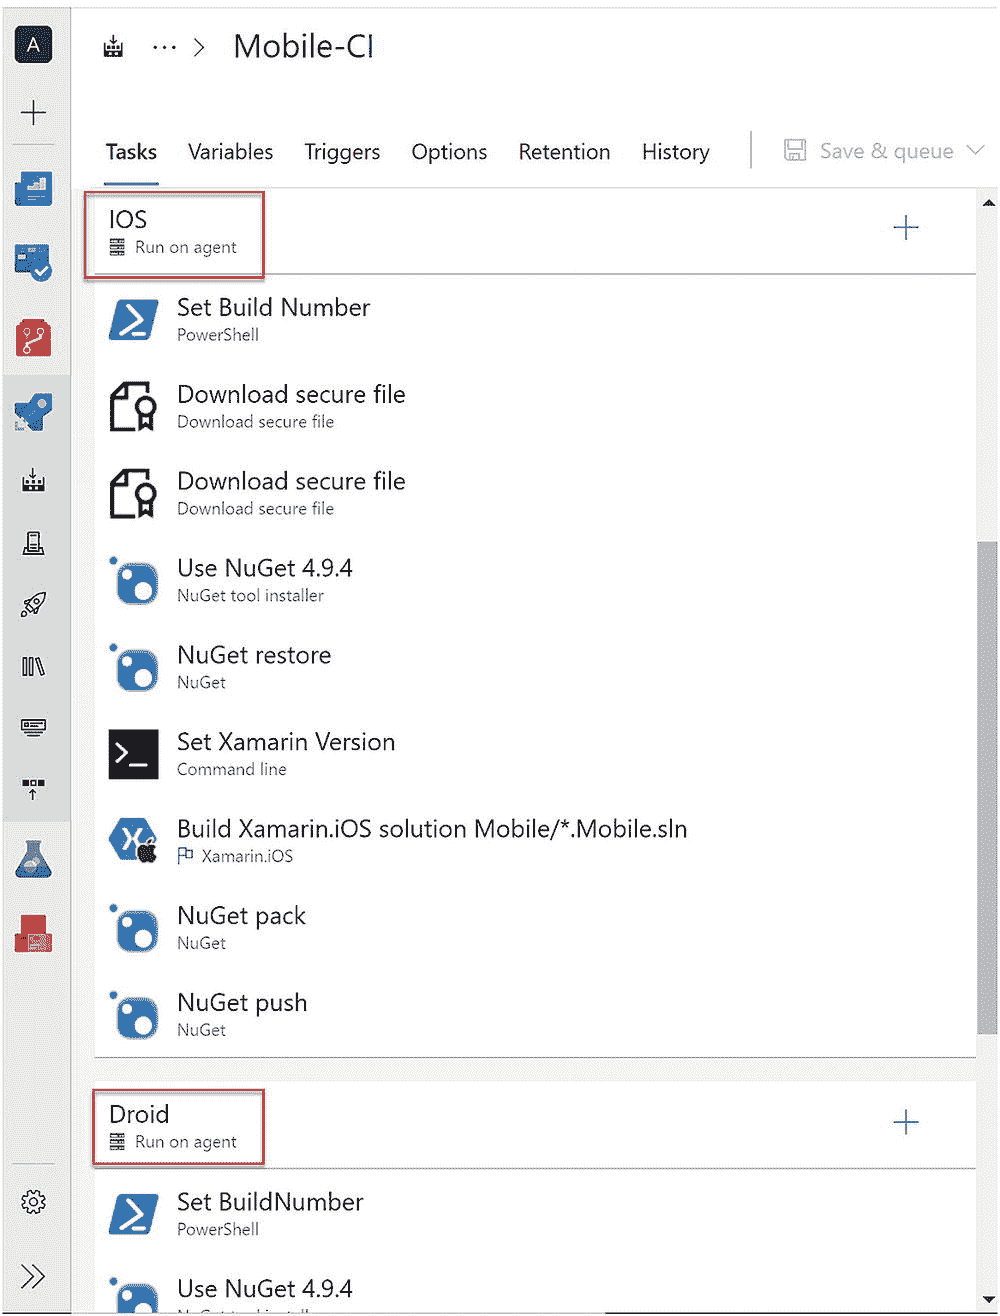 A
... > Mobile-CI
Tasks Variables Triggers Options Retention History Save & queue
IOS
Run on agent
Set Build Number
PowerShell
Download secure file
Download secure file
Download secure file
Download secure file
Use NuGet 4.9.4
NuGet tool installer
NuGet restore
NuGet
Set Xamarin Version
Command line
Build Xamarin.iOS solution Mobile/*.Mobile.sln
Xamarin.iOS
NuGet pack
NuGet
NuGet push
NuGet
Droid
Run on agent
Set BuildNumber
PowerShell
Use NuGet 4.9.4